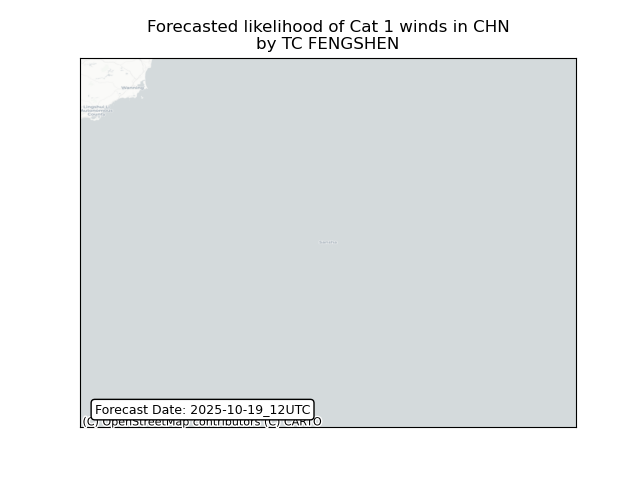 Forecasted likelihood of Cat 1 winds in CHN
by TC FENGSHEN
Forecast Date: 2025-10-19_12UTC
(C) OpenStreetMap contributors (C) CARTO